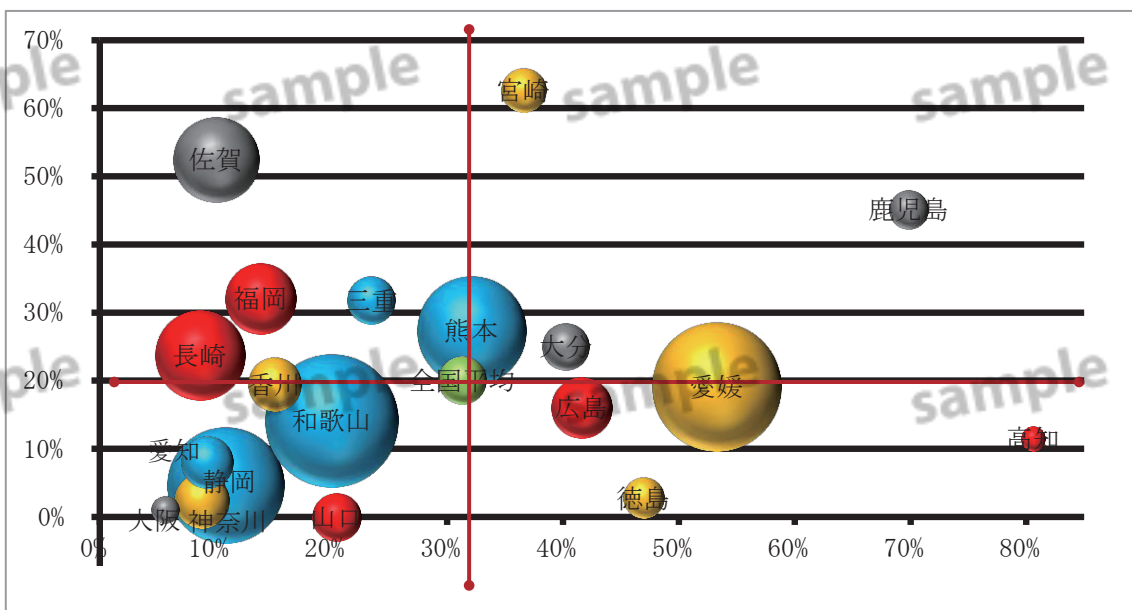 70%
sample
sample
sample
ple
宮崎
60%
佐賀
50%
鹿児島
40%
福岡
三重
30%
熊本
長崎
大分
sample
sample
sample
ple
20%
香川
全国平均
愛媛
広島
和歌山
高知
10%
愛知
静岡
徳島
0%
大阪
神奈川
山口
0%
10%
20%
30%
40%
50%
60%
70%
80%